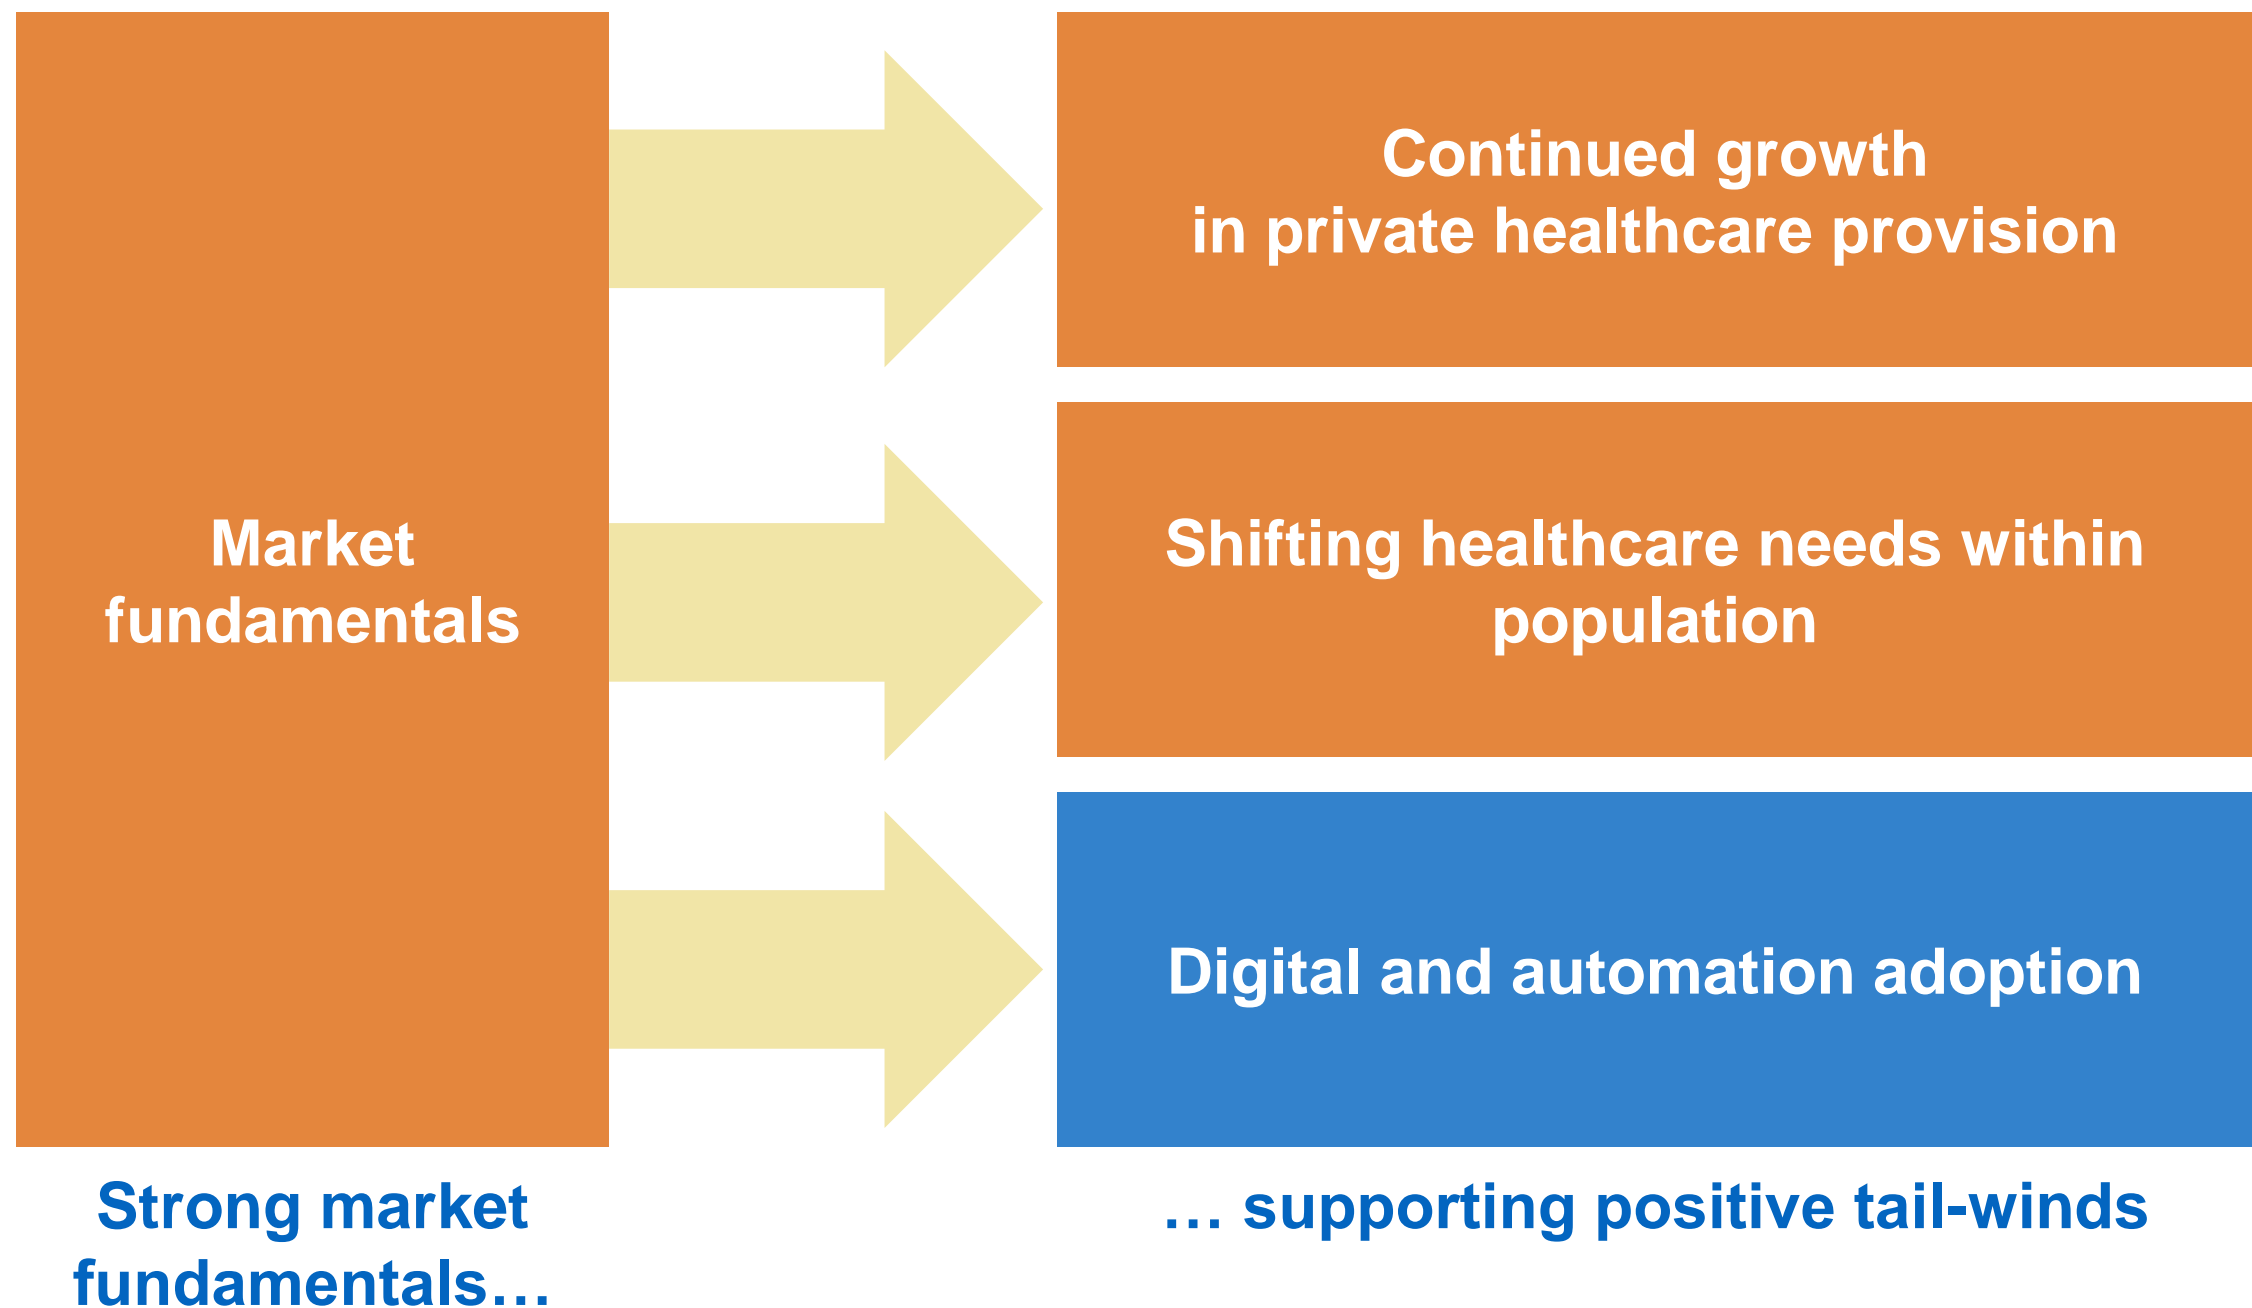 Market
fundamentals
Continued growth
in private healthcare provision
Shifting healthcare needs within
population
Digital and automation adoption
Strong market
fundamentals…
… supporting positive tail-winds